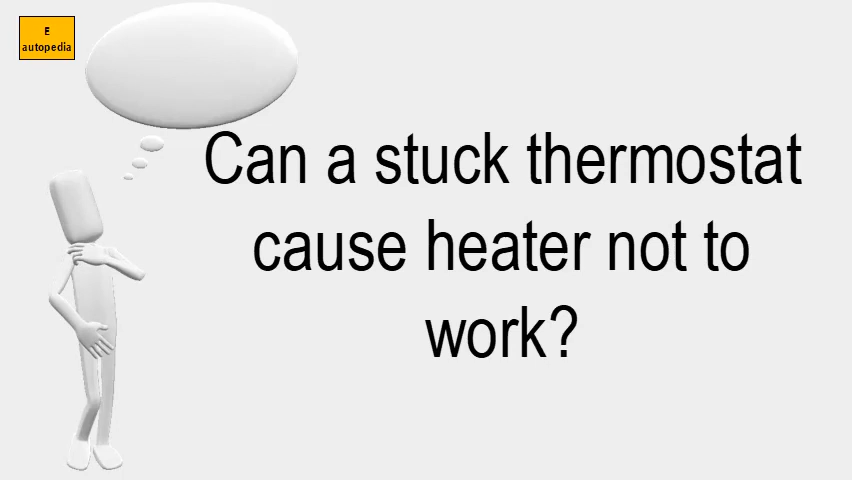 E
autopedia
Can a stuck thermostat
cause heater not to
work?